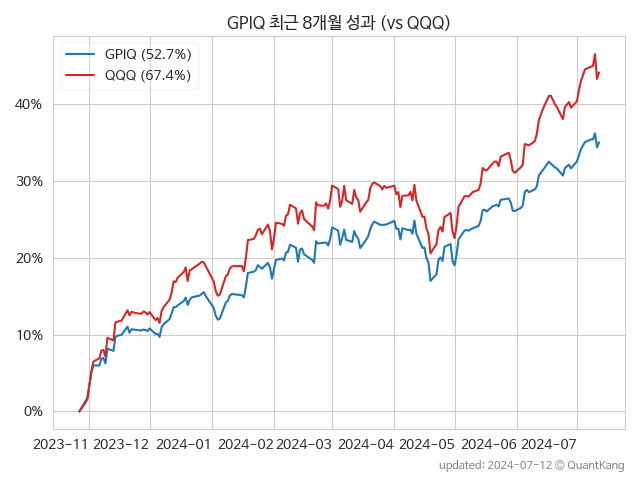 GPIQ 최근 8개월 성과 (vs QQQ)
GPIQ (52.7%)
QQQ (67.4%)
40%
30%
20%
10%
0%
2023-11 2023-12 2024-01 2024-02 2024-03 2024-04 2024-05 2024-06 2024-07
updated: 2024-07-12 © QuantKang